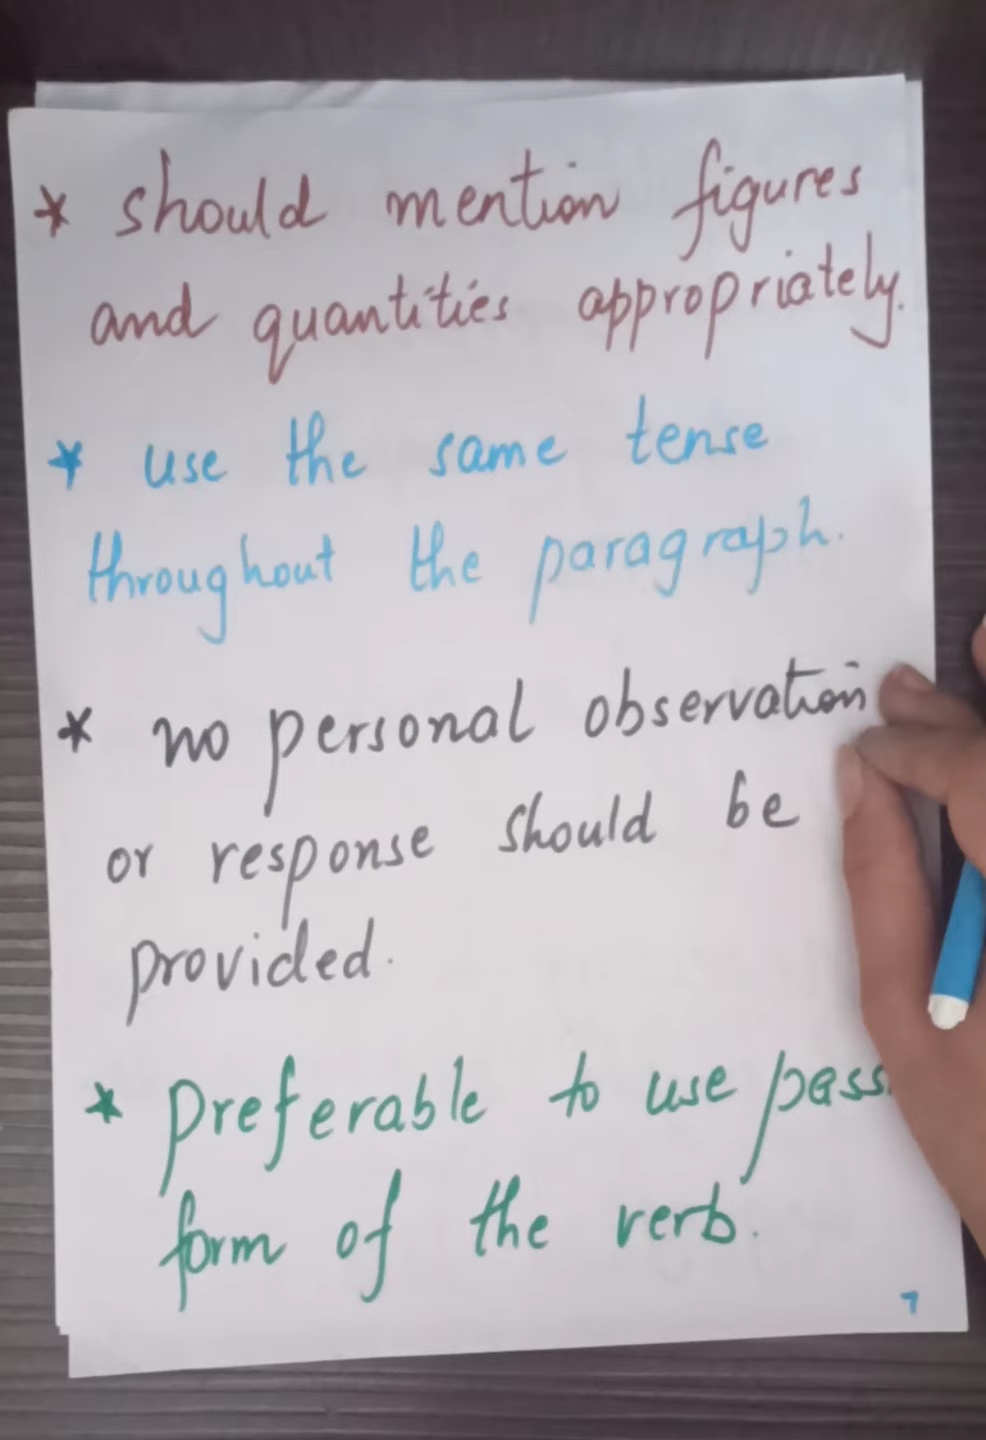 * should mention figures
and quantities appropriately.
* use the same tense
throughout the paragraph.
* no personal observation
or response should be
provided.
* preferable to use
form of the verb.
7